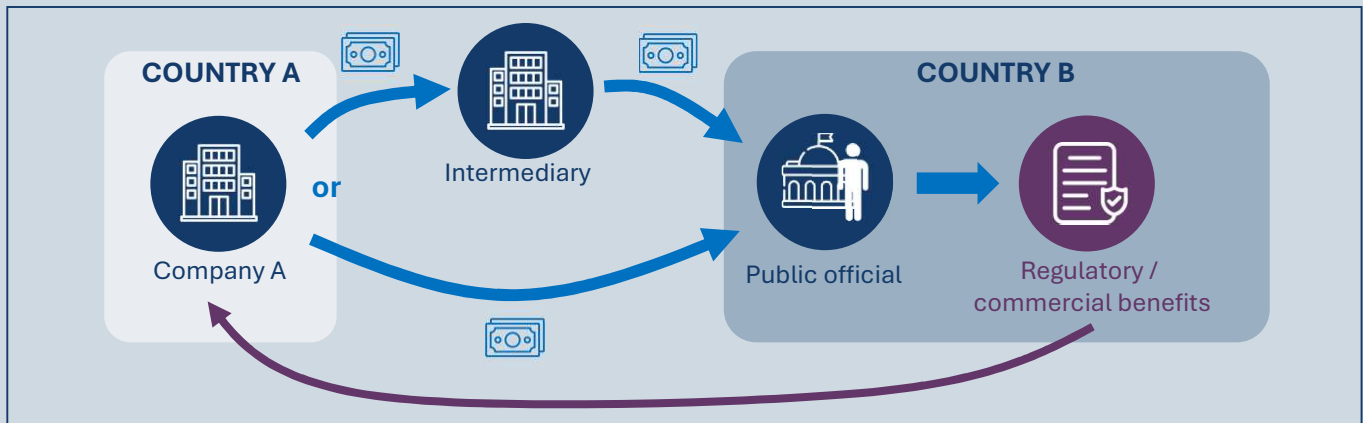 COUNTRY A
COUNTRY B
Intermediary
or
Company A
Public official
Regulatory /
commercial benefits